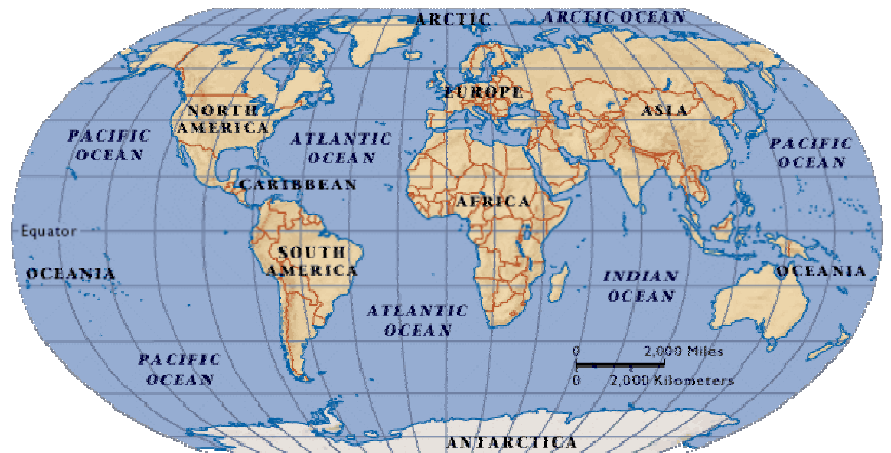 ARCTIC
ARCTIC OCEAN
EUROPE
NORTH
AMERICA
ASIA
PACIFIC
OCEAN
ATLANTIC
OCEAN
PACIFIC
OCEAN
CARIBBEAN
AFRICA
Equator
SOUTH
AMERICA
OCEANIA
INDIAN
OCEAN
OCEANIA
ATLANTIC
OCEAN
PACIFIC
OCEAN
0 2,000 Miles
0 2,000 Kilometers
ANTARCTICA